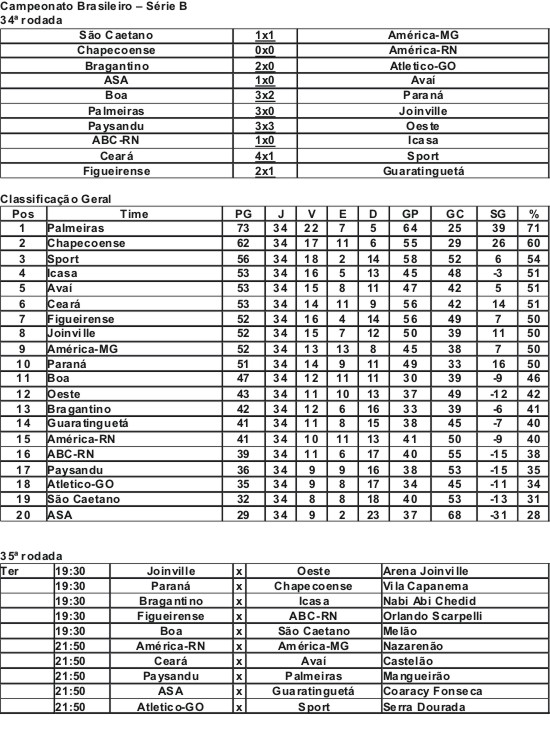 Campeonato Brasileiro – Série B
34ª rodada
São Caetano 1x1 América-MG
Chapecoense 0x0 América-RN
Bragantino 2x0 Atletico-GO
ASA 1x0 Avaí
Boa 3x2 Paraná
Palmeiras 3x0 Joinville
Paysandu 3x3 Oeste
ABC-RN 1x0 Icasa
Ceará 4x1 Sport
Figueirense 2x1 Guaratinguetá
Classificação Geral
Pos Time PG J V E D GP GC SG %
1 Palmeiras 73 34 22 7 5 64 25 39 71
2 Chapecoense 62 34 17 11 6 55 29 26 60
3 Sport 56 34 18 2 14 58 52 6 54
4 Icasa 53 34 16 5 13 45 48 -3 51
5 Avaí 53 34 15 8 11 47 42 5 51
6 Ceará 53 34 14 11 9 56 42 14 51
7 Figueirense 52 34 16 4 14 56 49 7 50
8 Joinville 52 34 15 7 12 50 39 11 50
9 América-MG 52 34 13 13 8 45 38 7 50
10 Paraná 51 34 14 9 11 49 33 16 50
11 Boa 47 34 12 11 11 30 39 -9 46
12 Oeste 43 34 11 10 13 37 49 -12 42
13 Bragantino 42 34 12 6 16 33 39 -6 41
14 Guaratinguetá 41 34 11 8 15 38 45 -7 40
15 América-RN 41 34 10 11 13 41 50 -9 40
16 ABC-RN 39 34 11 6 17 40 55 -15 38
17 Paysandu 36 34 9 9 16 38 53 -15 35
18 Atletico-GO 35 34 9 8 17 34 45 -11 34
19 São Caetano 32 34 8 8 18 40 53 -13 31
20 ASA 29 34 9 2 23 37 68 -31 28
35ª rodada
Ter 19:30 Joinville x Oeste Arena Joinville
19:30 Paraná x Chapecoense Vila Capanema
19:30 Bragantino x Icasa Nabi Abi Chedid
19:30 Figueirense x ABC-RN Orlando Scarpelli
19:30 Boa x São Caetano Melão
21:50 América-RN x América-MG Nazarenão
21:50 Ceará x Avaí Castelão
21:50 Paysandu x Palmeiras Mangueirão
21:50 ASA x Guaratinguetá Coaracy Fonseca
21:50 Atletico-GO x Sport Serra Dourada